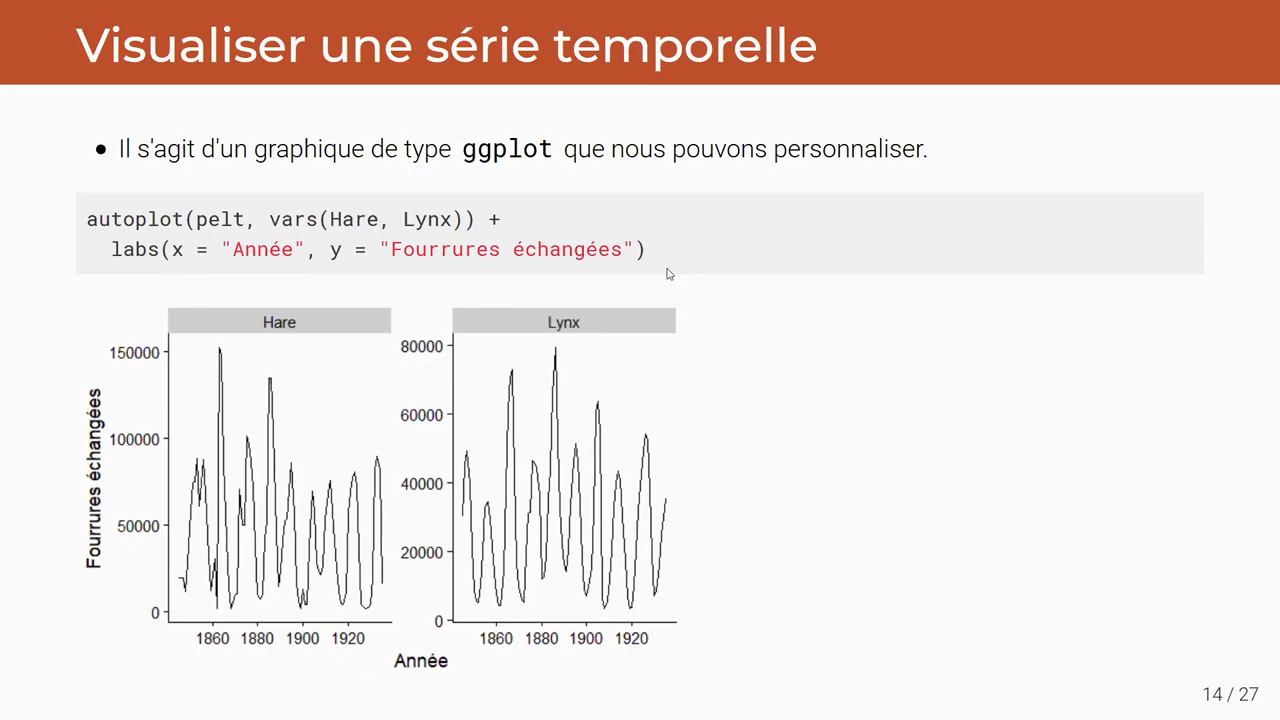 Visualiser une série temporelle
• Il s'agit d'un graphique de type ggplot que nous pouvons personnaliser.
autoplot(pelt, vars(Hare, Lynx)) +
labs(x = "Année", y = "Fourrures échangées")
Hare
Lynx
Fourrures échangées
150000
100000
50000
0
80000
60000
40000
20000
0
1860 1880 1900 1920
1860 1880 1900 1920
Année
14 / 27